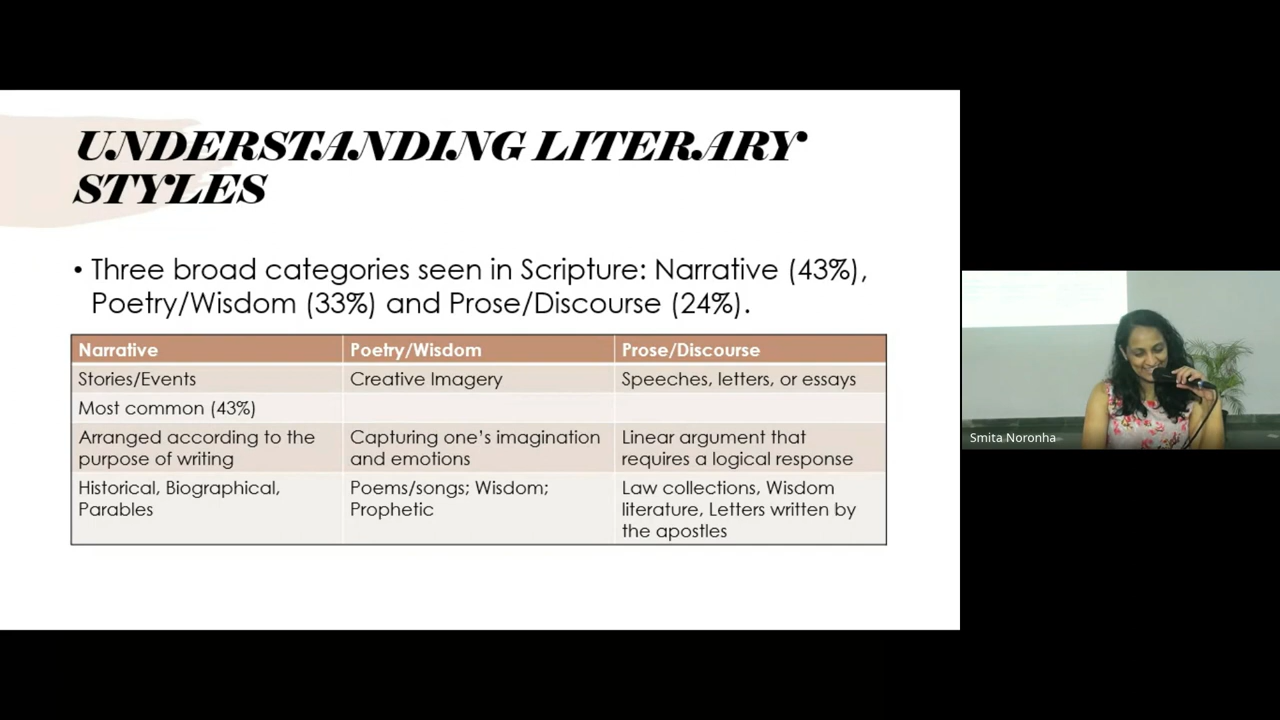 UNDERSTANDING LITERARY
STYLES
• Three broad categories seen in Scripture: Narrative (43%),
Poetry/Wisdom (33%) and Prose/Discourse (24%).
Narrative
Poetry/Wisdom
Prose/Discourse
Stories/Events
Creative Imagery
Speeches, letters, or essays
Most common (43%)
Arranged according to the
purpose of writing
Capturing one’s imagination
and emotions
Linear argument that
requires a logical response
Historical, Biographical,
Parables
Poems/songs; Wisdom;
Prophetic
Law collections, Wisdom
literature, Letters written by
the apostles
Smita Noronha